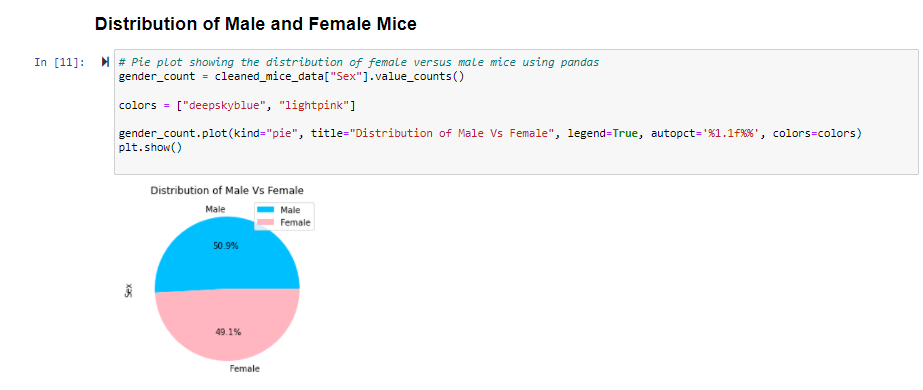 Distribution of Male and Female Mice
In [11]:
# Pie plot showing the distribution of female versus male mice using pandas
gender_count = cleaned_mice_data["Sex"].value_counts()
colors = ["deepskyblue", "lightpink"]
gender_count.plot(kind="pie", title="Distribution of Male Vs Female", legend=True, autopct='%1.1f%%', colors=colors)
plt.show()
Distribution of Male Vs Female
Male
Male
Female
50.9%
Sex
49.1%
Female